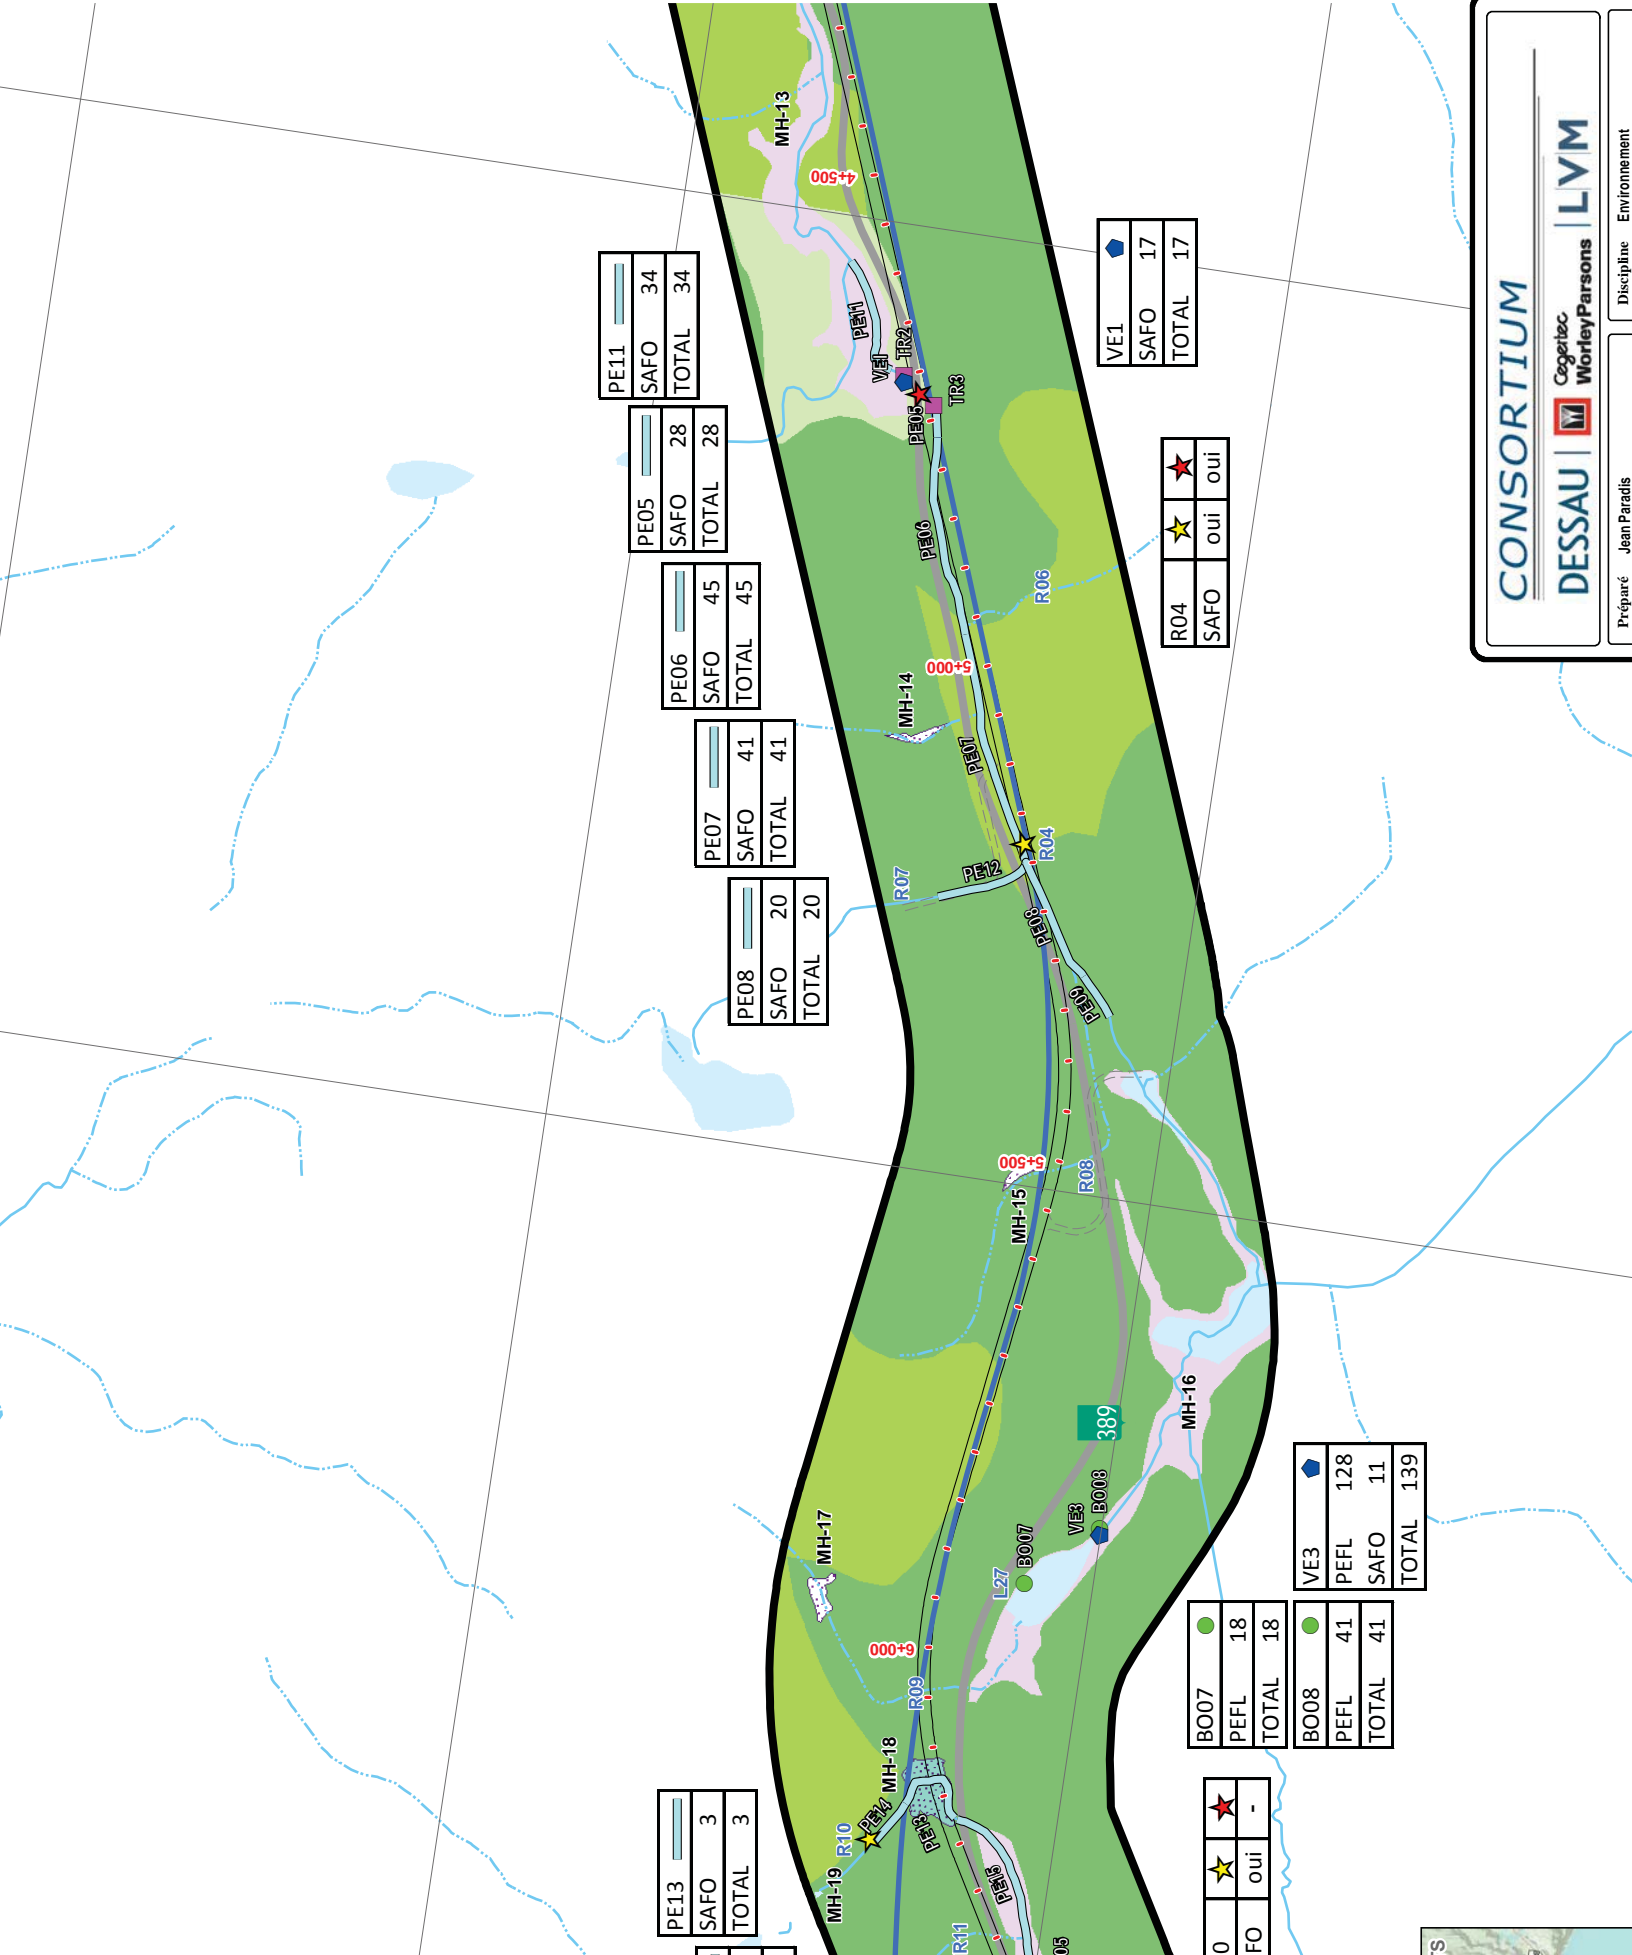 MH-13
4+500
PE11
SAFO 34
TOTAL 34
PE11
VE1
TR2
VE1
SAFO 17
TOTAL 17
PE05
SAFO 28
TOTAL 28
PE05
TR3
PE06
SAFO 45
TOTAL 45
PE06
R06
R04
SAFO oui oui
5+000
MH-14
PE07
SAFO 41
TOTAL 41
PE07
R04
R07
PE12
PE08
SAFO 20
TOTAL 20
PE08
PE09
5+500
MH-15
R08
MH-16
389
VE3
PEFL 128
SAFO 11
TOTAL 139
MH-17
BO07
VE3
BO08
L27
BO07
PEFL 18
TOTAL 18
BO08
PEFL 41
TOTAL 41
6+000
R09
MH-18
PE14
R10
PE13
PE13
SAFO 3
TOTAL 3
MH-19
PE15
R11
05
0
FO oui -
TS
CONSORTIUM
DESSAU
Cegertec
WorleyParsons
LVM
Préparé Jean Paradis
Discipline Environnement